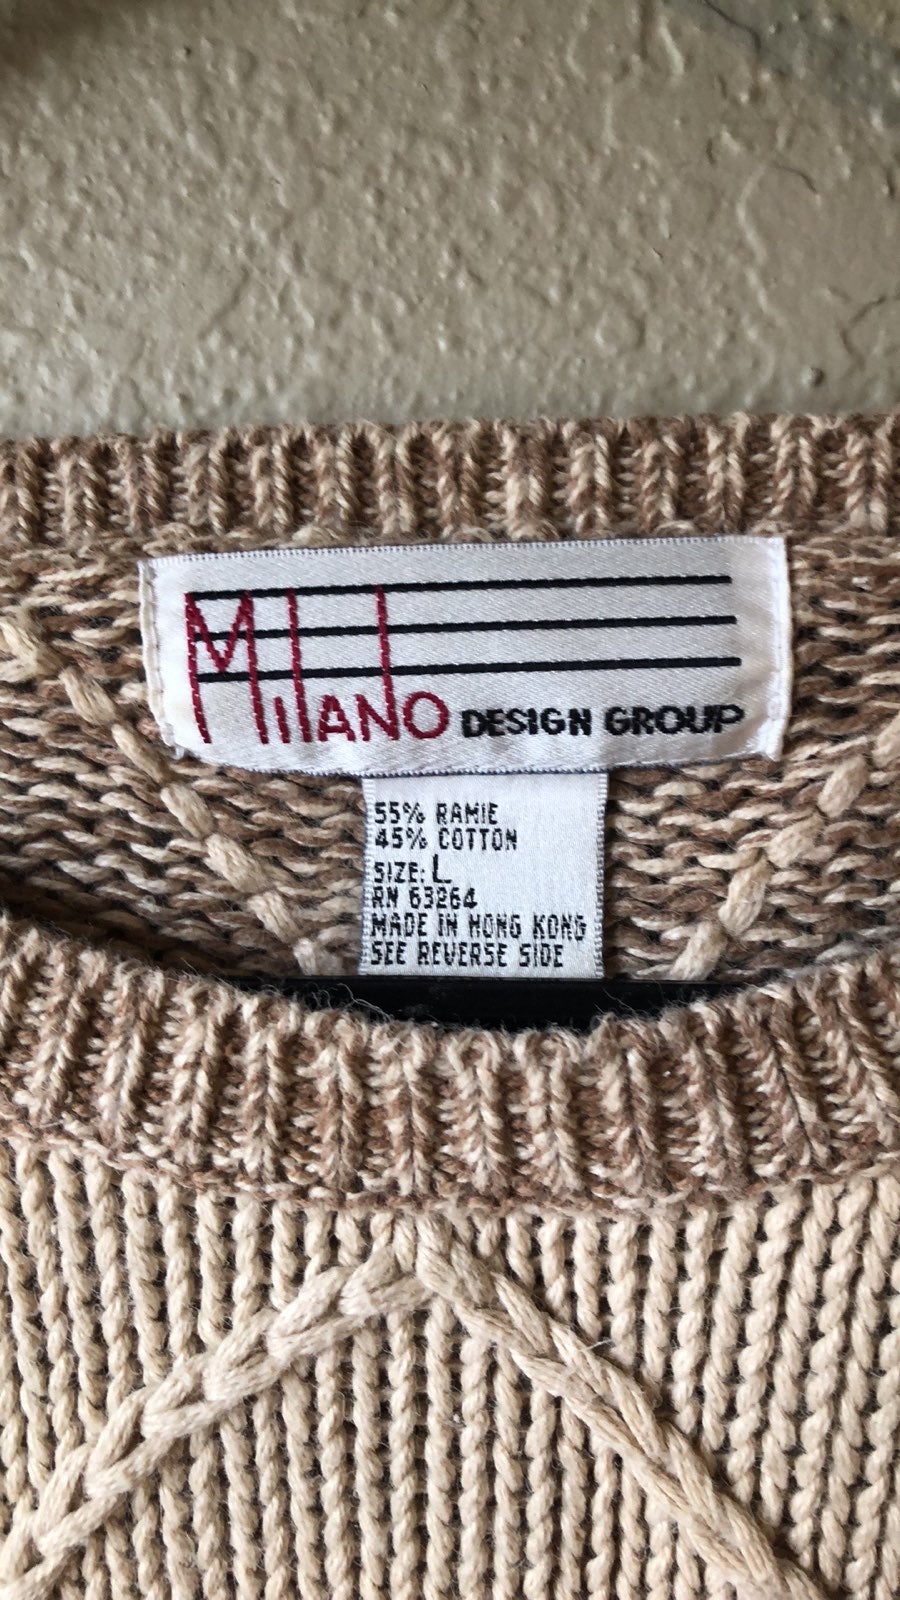 MILANO DESIGN GROUP
55% RAMIE
45% COTTON
SIZE: L
RN 63264
MADE IN HONG KONG
SEE REVERSE SIDE